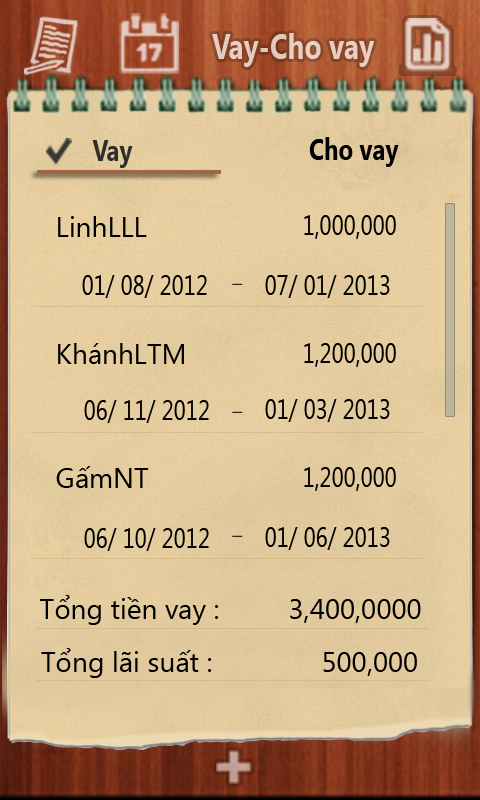 17 Vay-Cho vay
Vay Cho vay
LinhLLL 1,000,000
01/ 08/ 2012 – 07/ 01/ 2013
KhánhLTM 1,200,000
06/ 11/ 2012 – 01/ 03/ 2013
GấmNT 1,200,000
06/ 10/ 2012 – 01/ 06/ 2013
Tổng tiền vay : 3,400,0000
Tổng lãi suất : 500,000